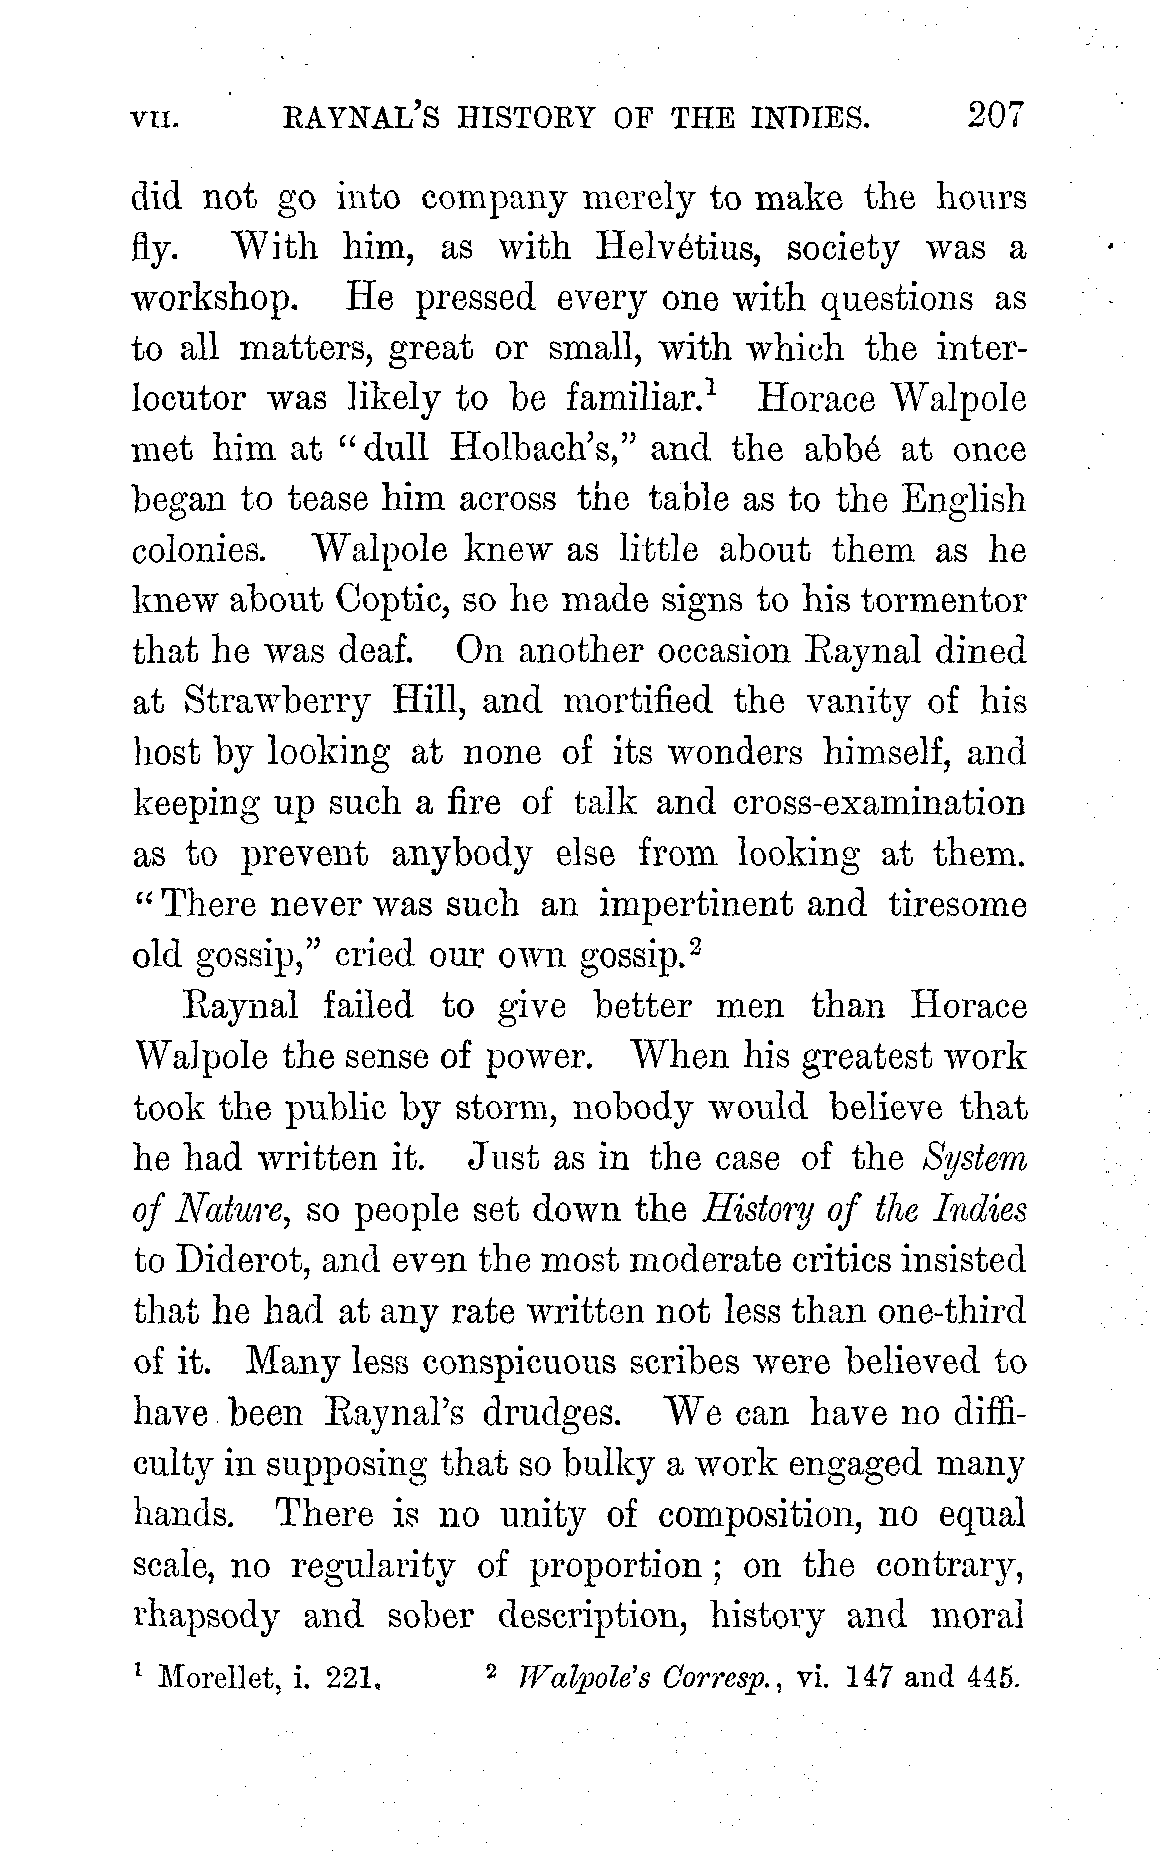 VII. RAYNAL'S HISTORY OF THE INDIES. 207
did not go into company merely to make the hours
fly. With him, as with Helvétius, society was a
workshop. He pressed every one with questions as
to all matters, great or small, with which the inter-
locutor was likely to be familiar.¹ Horace Walpole
met him at “dull Holbach's,” and the abbé at once
began to tease him across the table as to the English
colonies. Walpole knew as little about them as he
knew about Coptic, so he made signs to his tormentor
that he was deaf. On another occasion Raynal dined
at Strawberry Hill, and mortified the vanity of his
host by looking at none of its wonders himself, and
keeping up such a fire of talk and cross-examination
as to prevent anybody else from looking at them.
“There never was such an impertinent and tiresome
old gossip,” cried our own gossip.²
Raynal failed to give better men than Horace
Walpole the sense of power. When his greatest work
took the public by storm, nobody would believe that
he had written it. Just as in the case of the System
of Nature, so people set down the History of the Indies
to Diderot, and even the most moderate critics insisted
that he had at any rate written not less than one-third
of it. Many less conspicuous scribes were believed to
have been Raynal's drudges. We can have no diffi-
culty in supposing that so bulky a work engaged many
hands. There is no unity of composition, no equal
scale, no regularity of proportion; on the contrary,
rhapsody and sober description, history and moral
¹ Morellet, i. 221. ² Walpole's Corresp., vi. 147 and 445.